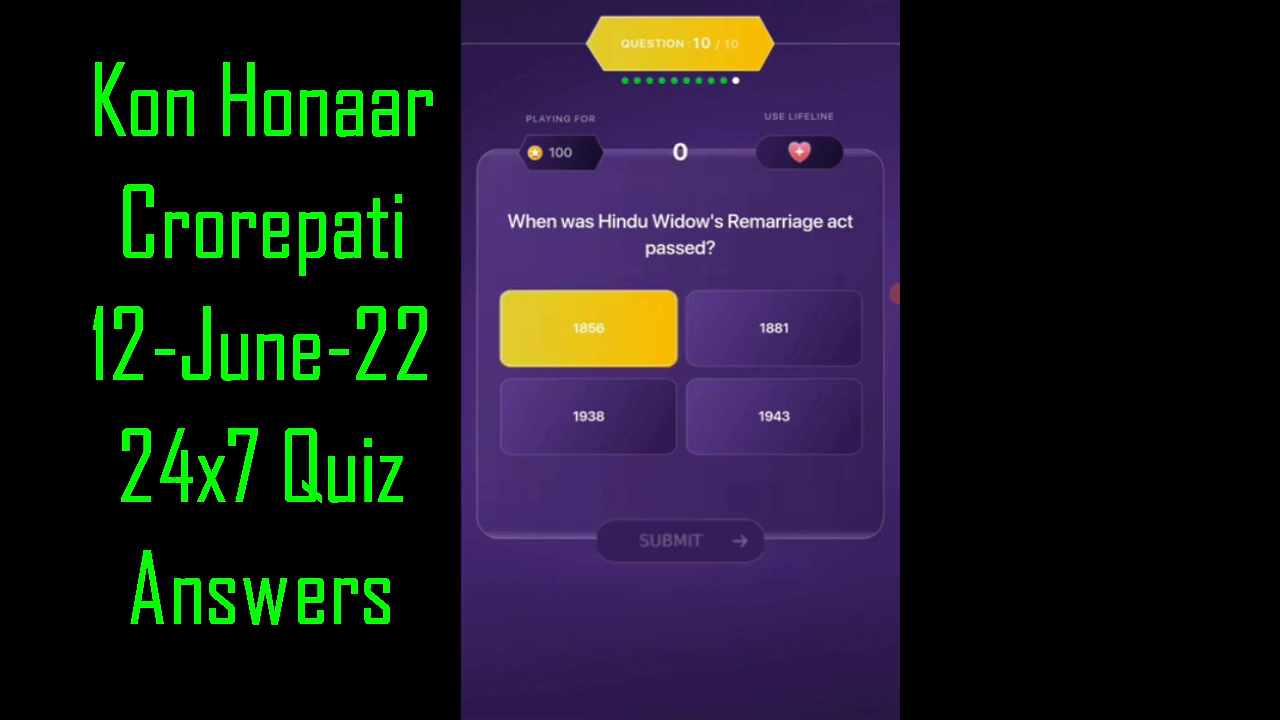 Kon Honaar
Crorepati
12-June-22
24x7 Quiz
Answers
QUESTION : 10 / 10
PLAYING FOR
USE LIFELINE
100
0
When was Hindu Widow's Remarriage act
passed?
1856
1881
1938
1943
SUBMIT